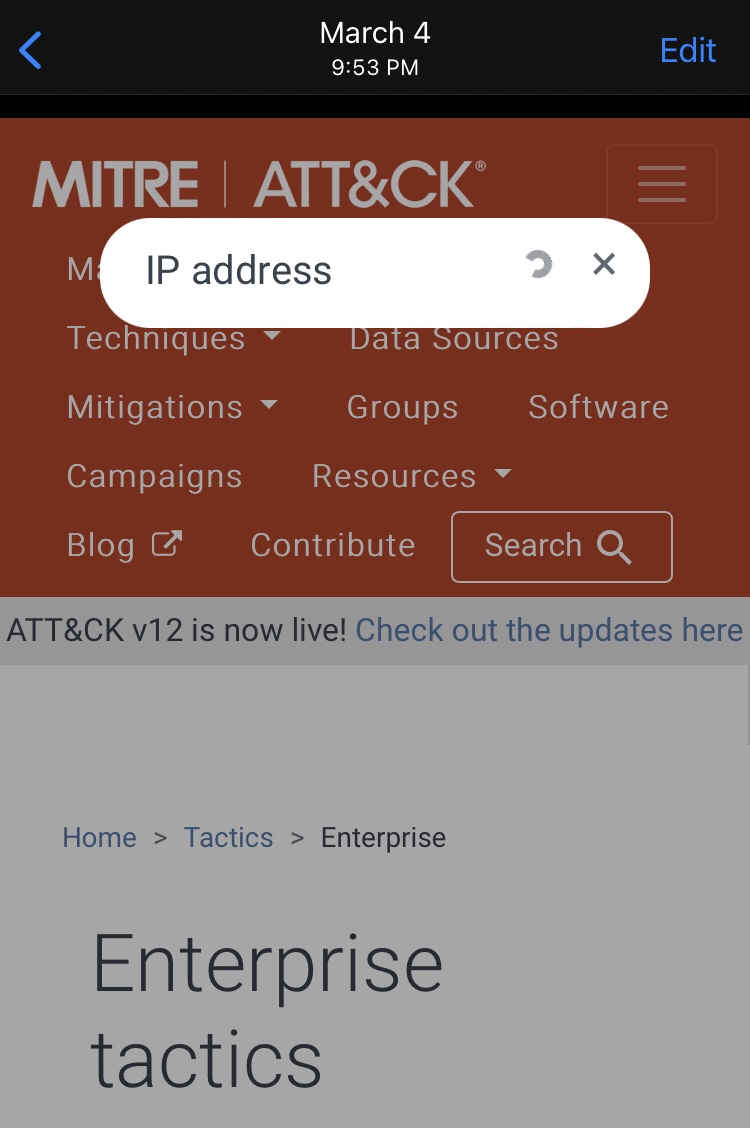 March 4
9:53 PM
Edit
MITRE | ATT&CK®
IP address
Techniques Data Sources
Mitigations Groups Software
Campaigns Resources
Blog Contribute Search
ATT&CK v12 is now live! Check out the updates here
Home > Tactics > Enterprise
Enterprise
tactics